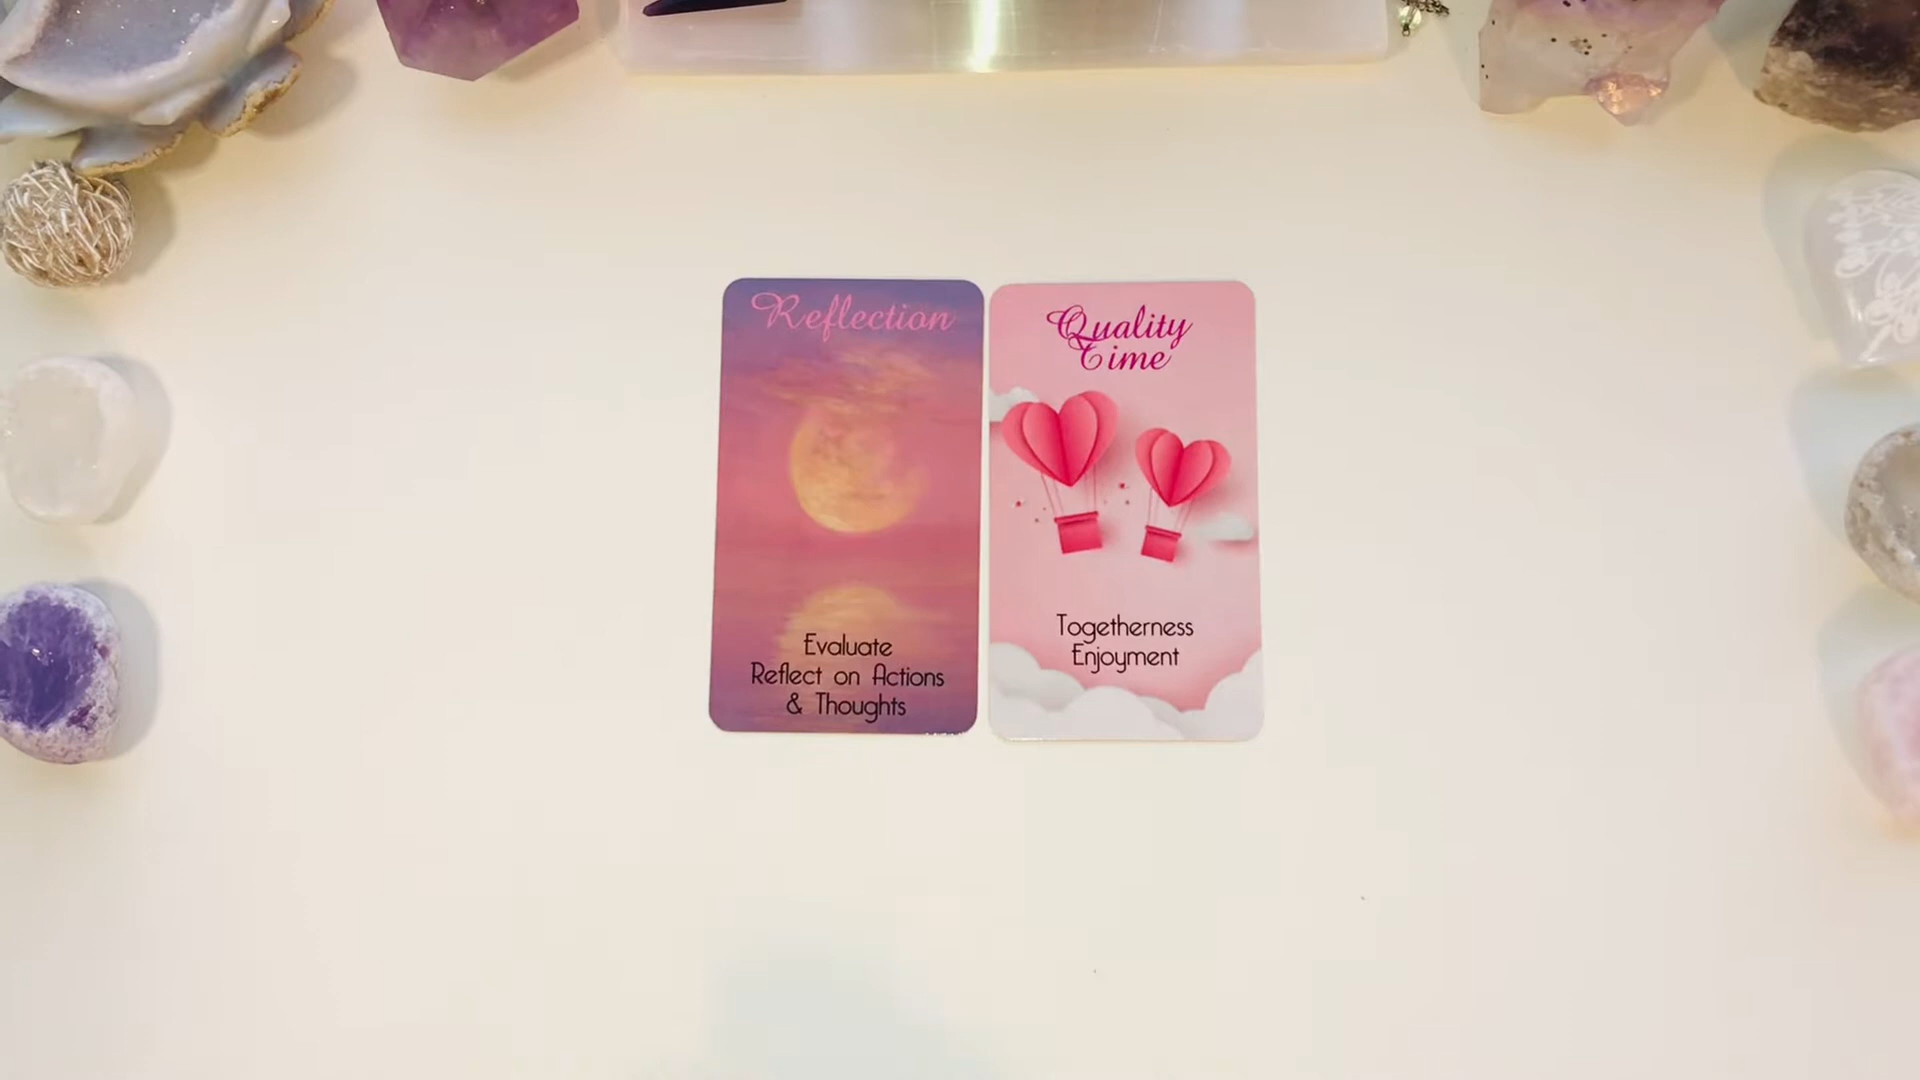 Reflection
Evaluate
Reflect on Actions
& Thoughts
Quality
Time
Togetherness
Enjoyment